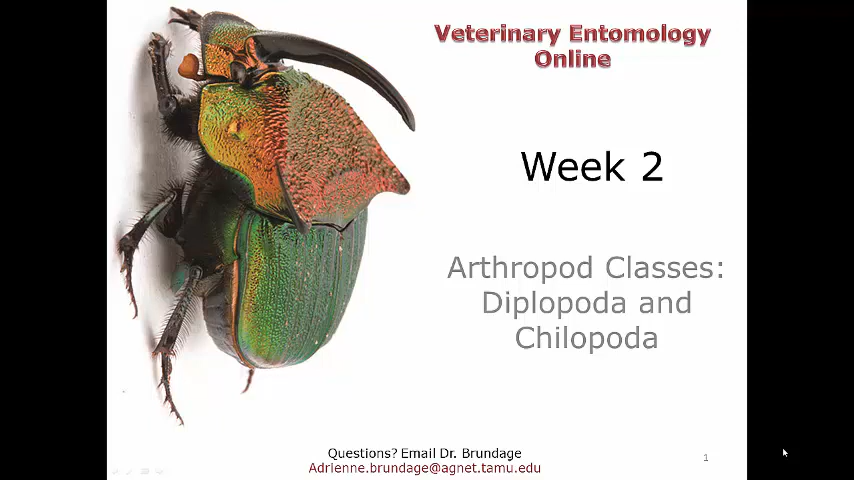 Veterinary Entomology
Online
Week 2
Arthropod Classes:
Diplopoda and
Chilopoda
Questions? Email Dr. Brundage
Adrienne.brundage@agnet.tamu.edu
1